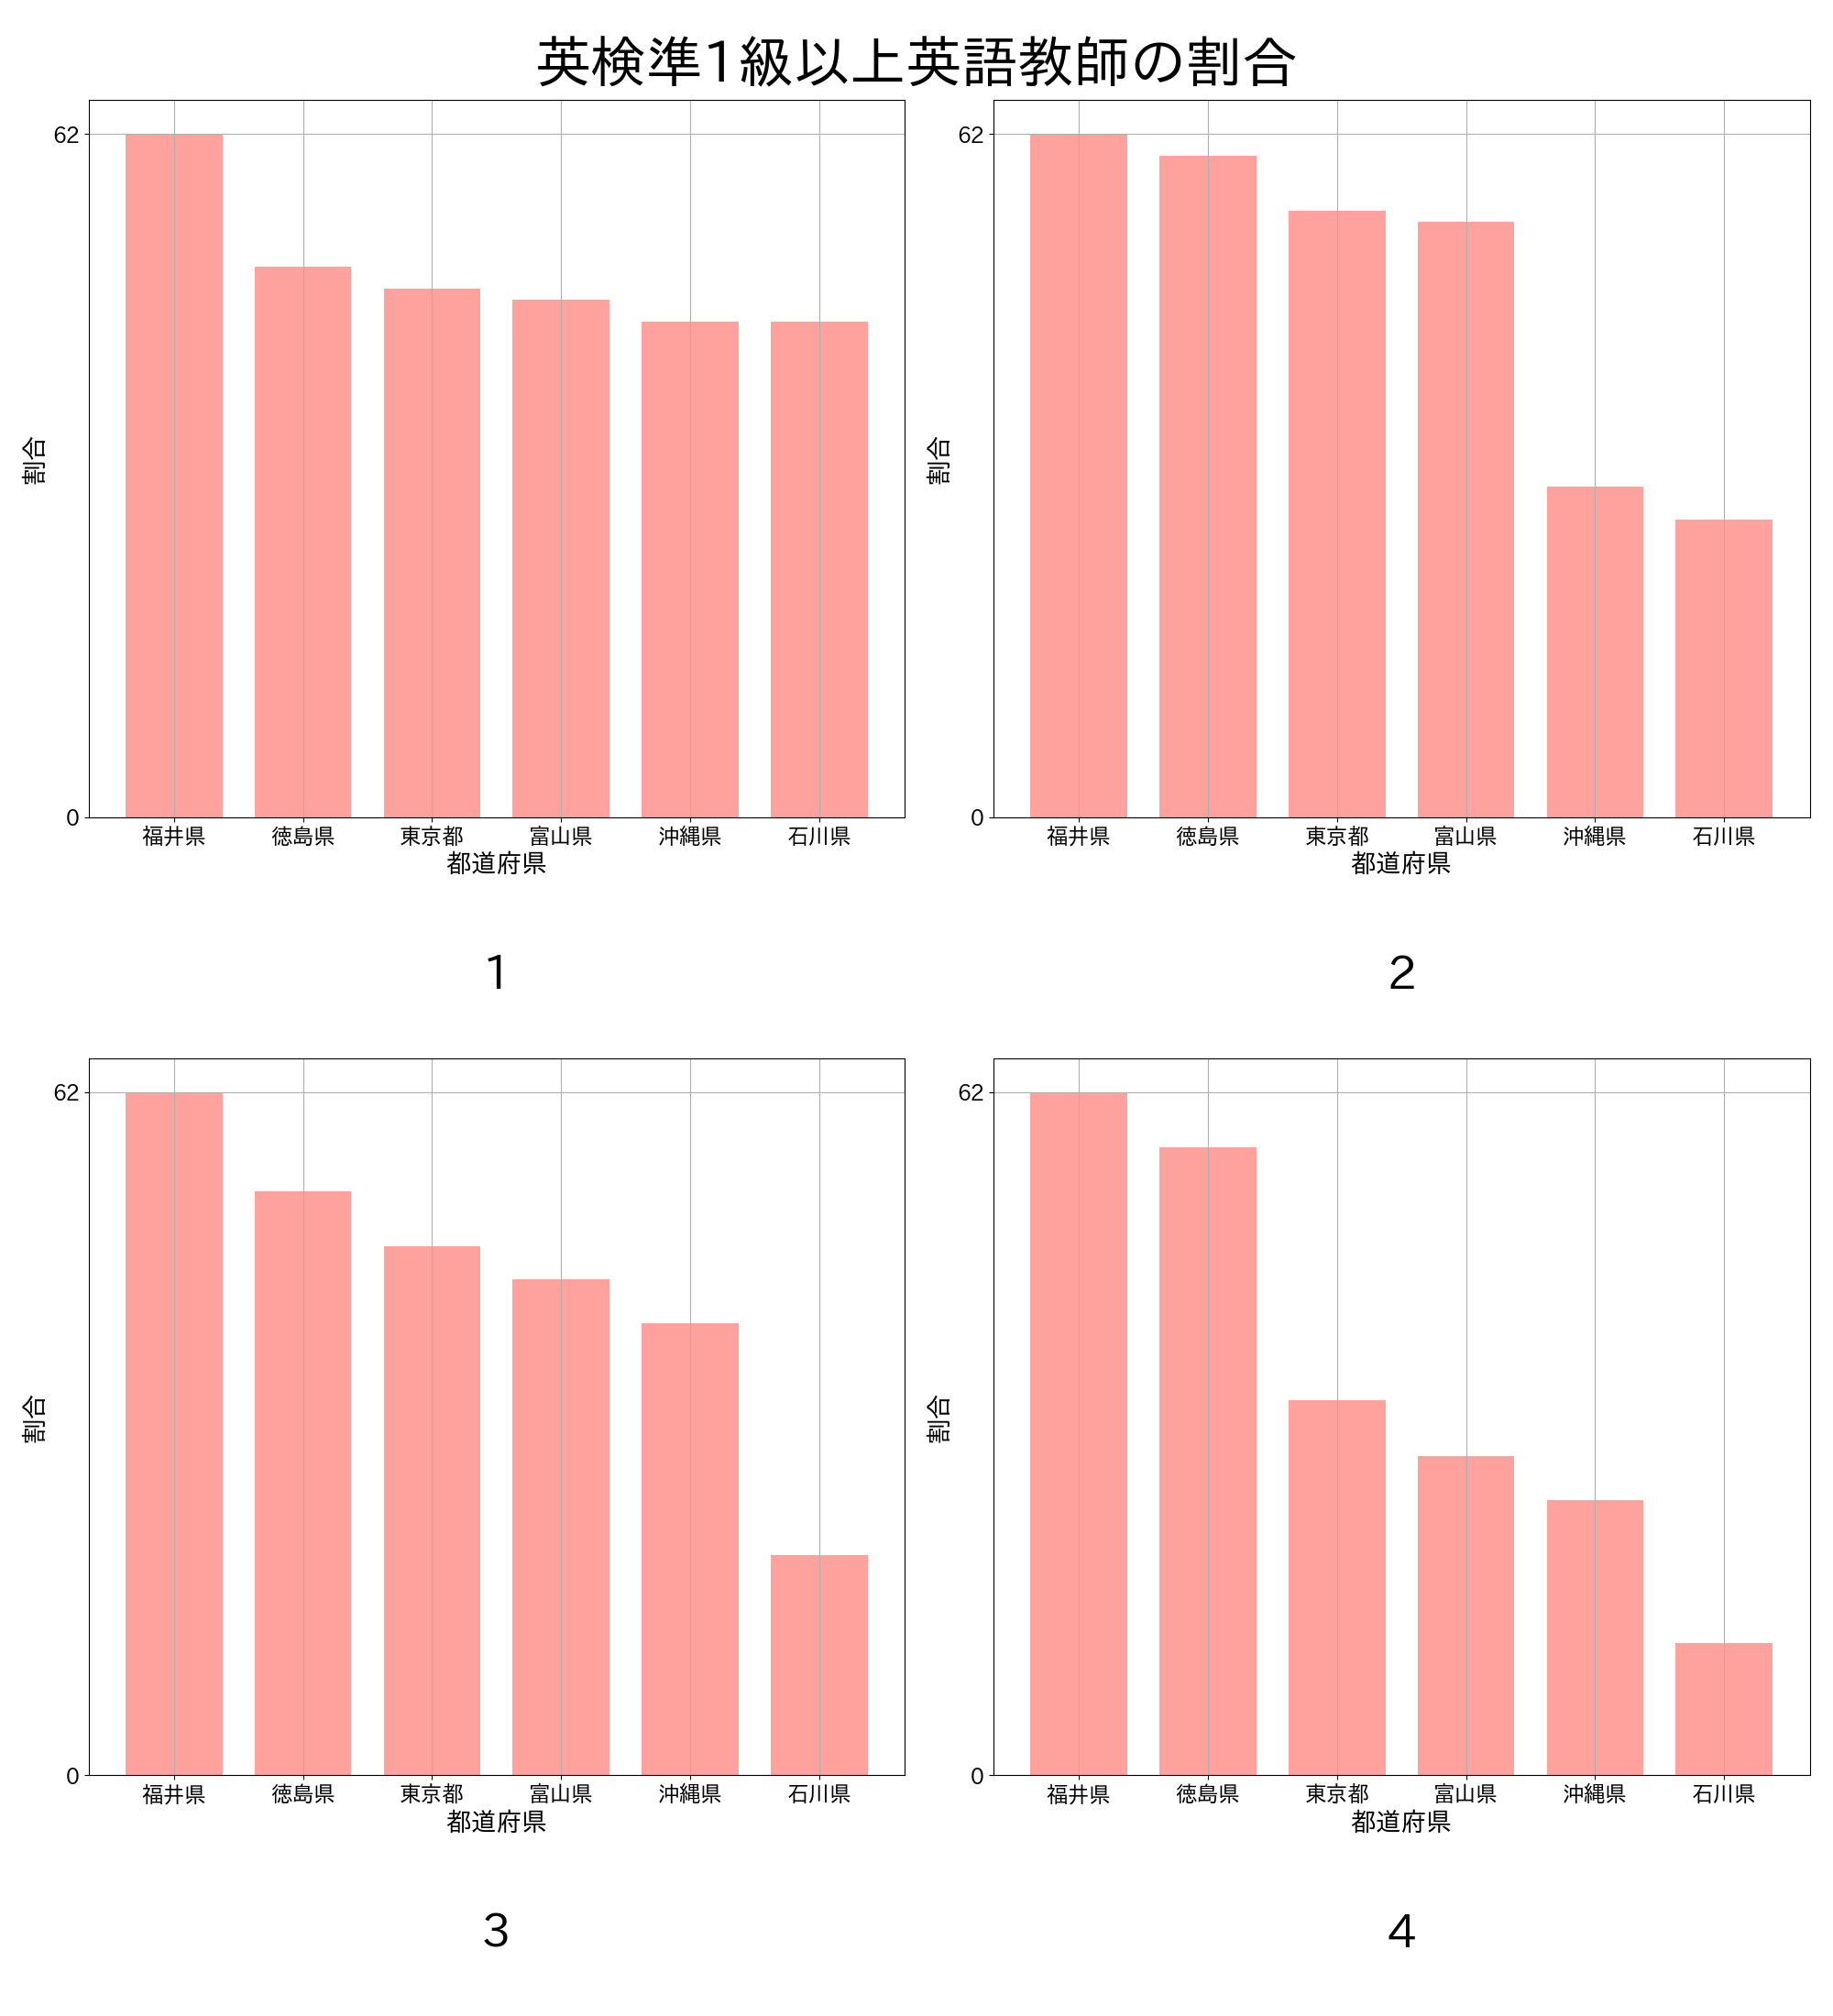 英検準1級以上英語教師の割合
62
0
割合
福井県 徳島県 東京都 富山県 沖縄県 石川県
都道府県
1
62
0
割合
福井県 徳島県 東京都 富山県 沖縄県 石川県
都道府県
2
62
0
割合
福井県 徳島県 東京都 富山県 沖縄県 石川県
都道府県
3
62
0
割合
福井県 徳島県 東京都 富山県 沖縄県 石川県
都道府県
4